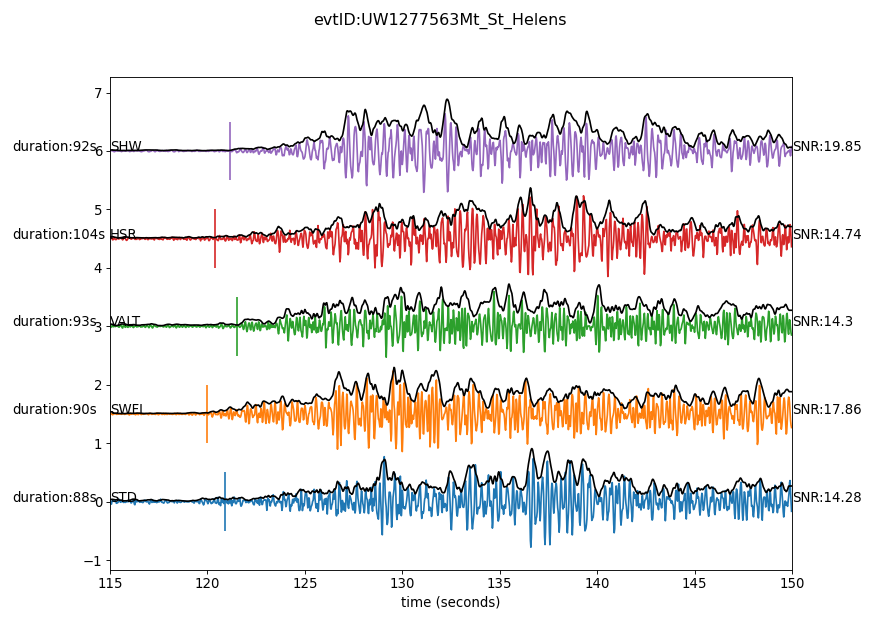 evtID:UW1277563Mt_St_Helens
7
duration:92s SHW SNR:19.85
6
5
duration:104s HSR SNR:14.74
4
duration:93s VALT SNR:14.3
3
2
duration:90s SWFL SNR:17.86
1
duration:88s STD SNR:14.28
0
−1
115 120 125 130 135 140 145 150
time (seconds)